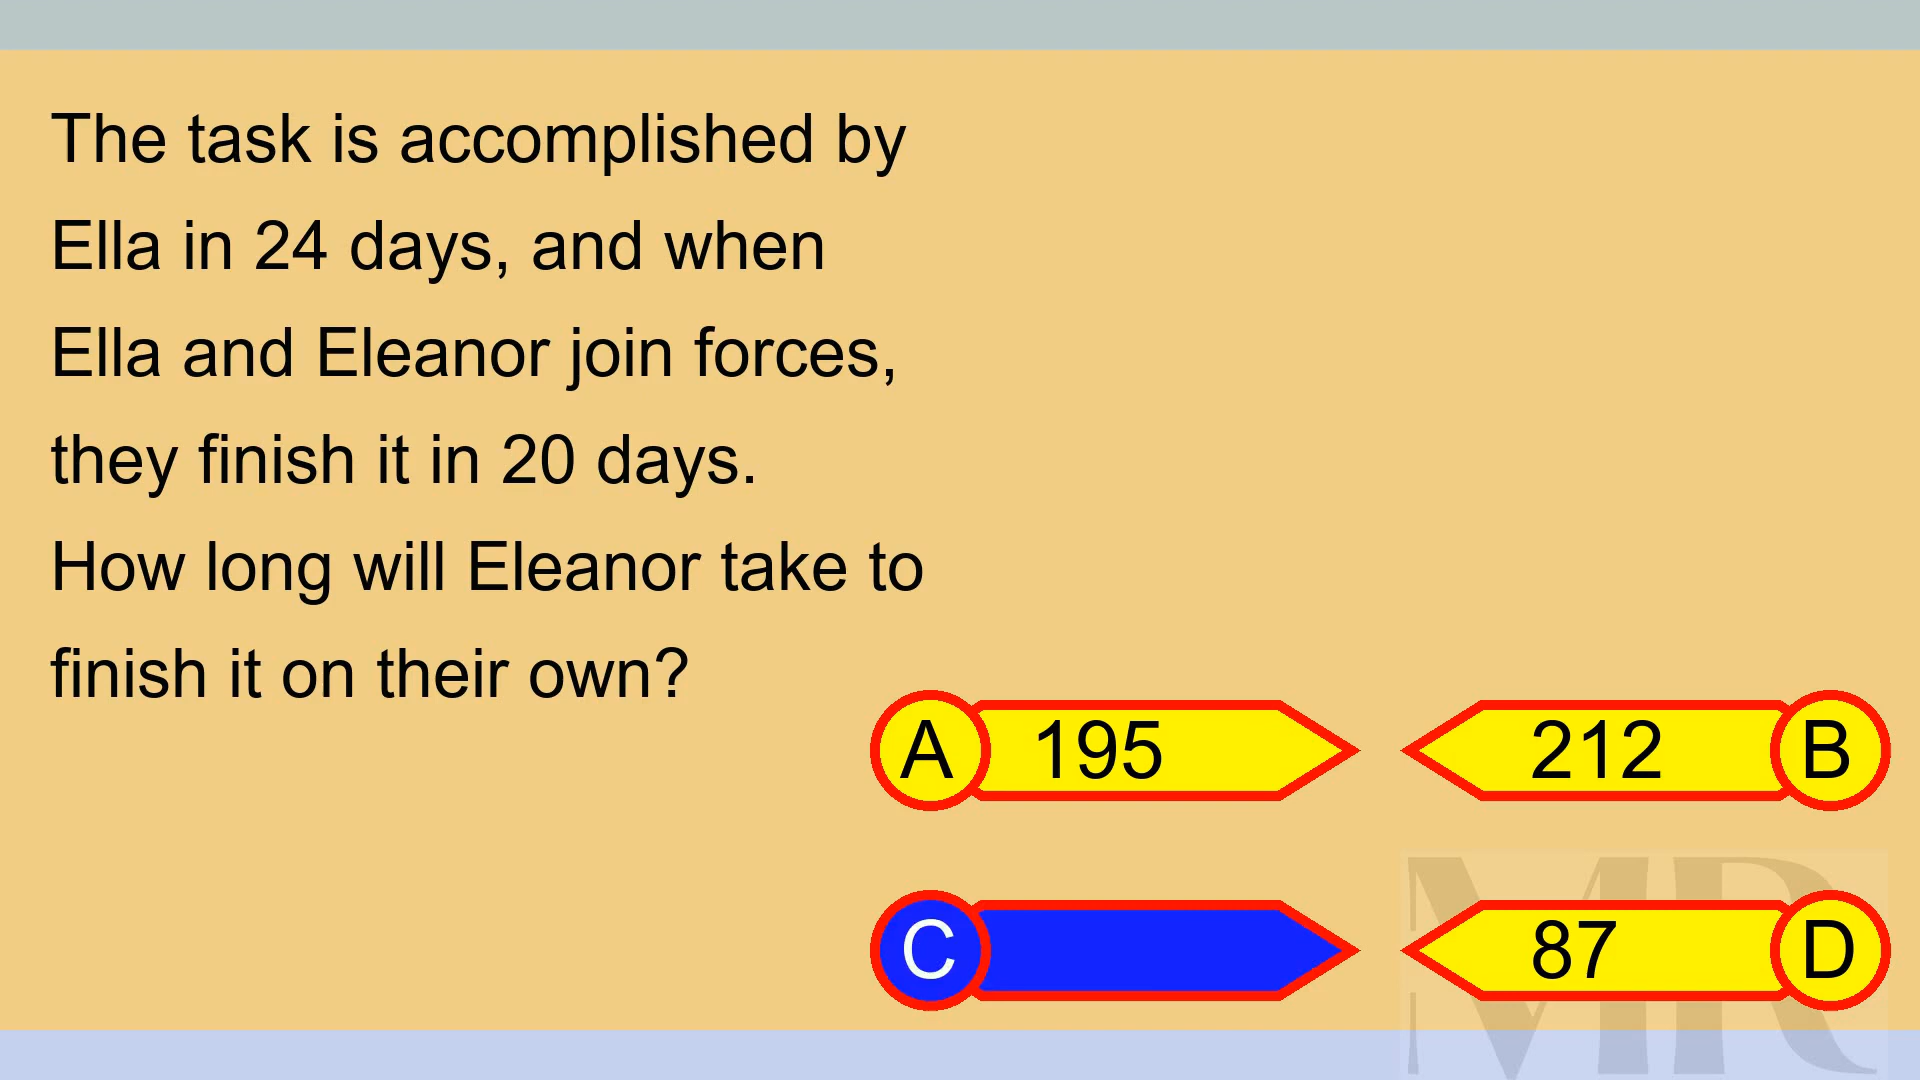 The task is accomplished by
Ella in 24 days, and when
Ella and Eleanor join forces,
they finish it in 20 days.
How long will Eleanor take to
finish it on their own?
A 195
212 B
C
87 D
MR